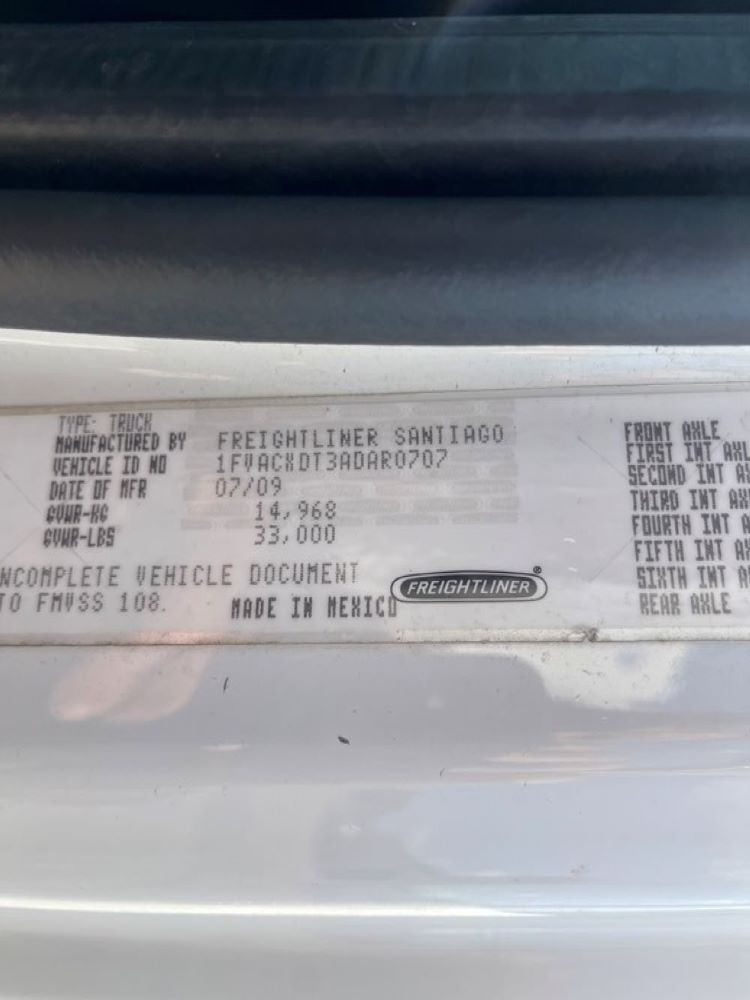 TYPE: TRUCK
MANUFACTURED BY FREIGHTLINER SANTIAGO
VEHICLE ID NO 1FVACXDT3ADAR0707
DATE OF MFR 07/09
GVWR-KG 14,968
GVWR-LBS 33,000
NCOMPLETE VEHICLE DOCUMENT
TO FMVSS 108.
MADE IN MEXICO
FREIGHTLINER®
FRONT AXLE
FIRST INT AXL
SECOND INT A
THIRD INT AX
FOURTH INT A
FIFTH INT AX
SIXTH INT A
REAR AXLE